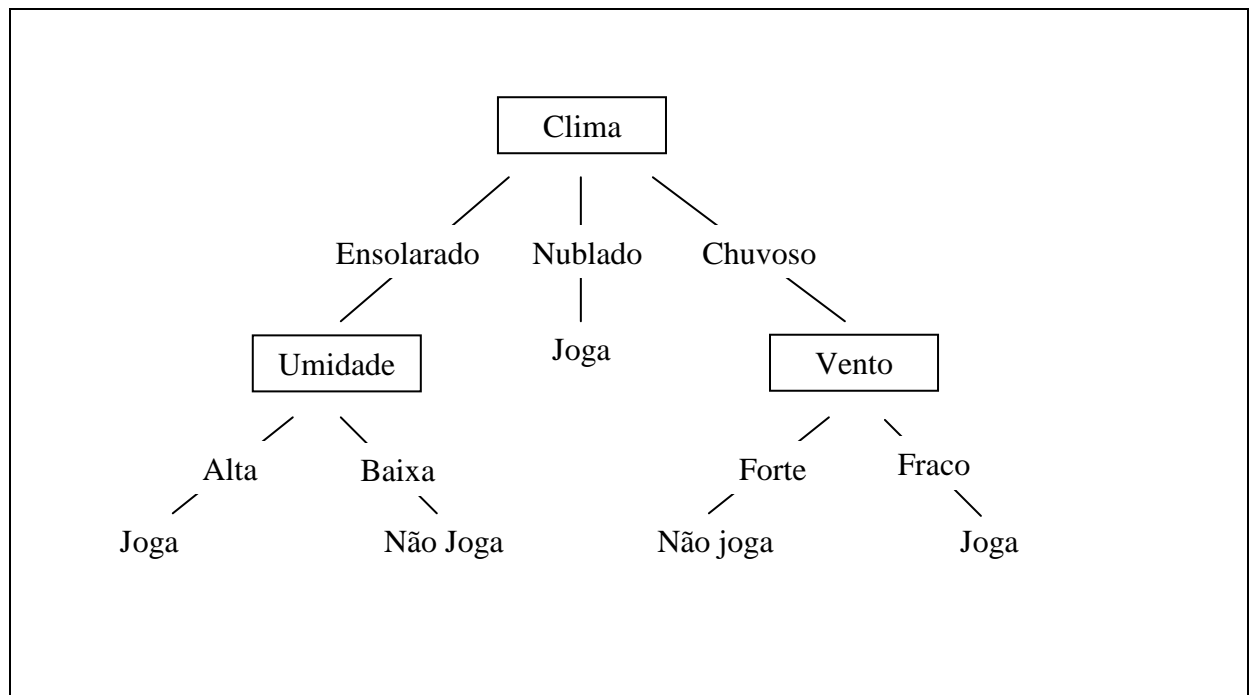 Clima
Ensolarado Nublado Chuvoso
Umidade Joga Vento
Alta Baixa Forte Fraco
Joga Não Joga Não joga Joga